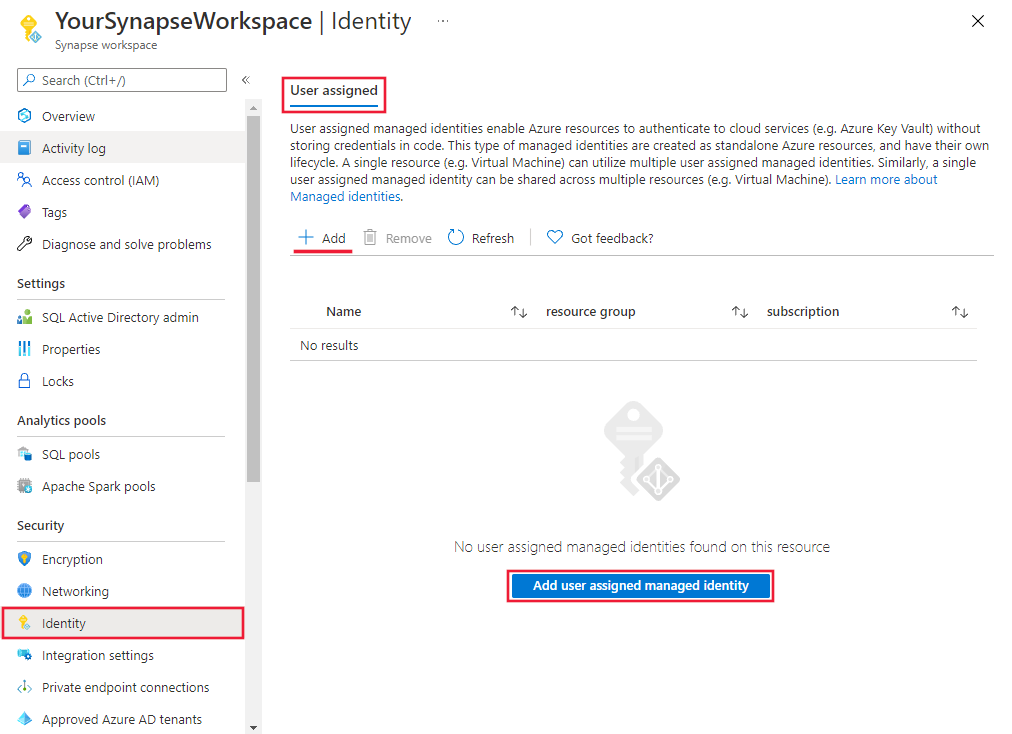 YourSynapseWorkspace | Identity ...
Synapse workspace
Search (Ctrl+/)
«
Overview
Activity log
Access control (IAM)
Tags
Diagnose and solve problems
Settings
SQL Active Directory admin
Properties
Locks
Analytics pools
SQL pools
Apache Spark pools
Security
Encryption
Networking
Identity
Integration settings
Private endpoint connections
Approved Azure AD tenants
User assigned
User assigned managed identities enable Azure resources to authenticate to cloud services (e.g. Azure Key Vault) without
storing credentials in code. This type of managed identities are created as standalone Azure resources, and have their own
lifecycle. A single resource (e.g. Virtual Machine) can utilize multiple user assigned managed identities. Similarly, a single
user assigned managed identity can be shared across multiple resources (e.g. Virtual Machine). Learn more about
Managed identities.
Add Remove Refresh Got feedback?
Name resource group subscription
No results
No user assigned managed identities found on this resource
Add user assigned managed identity